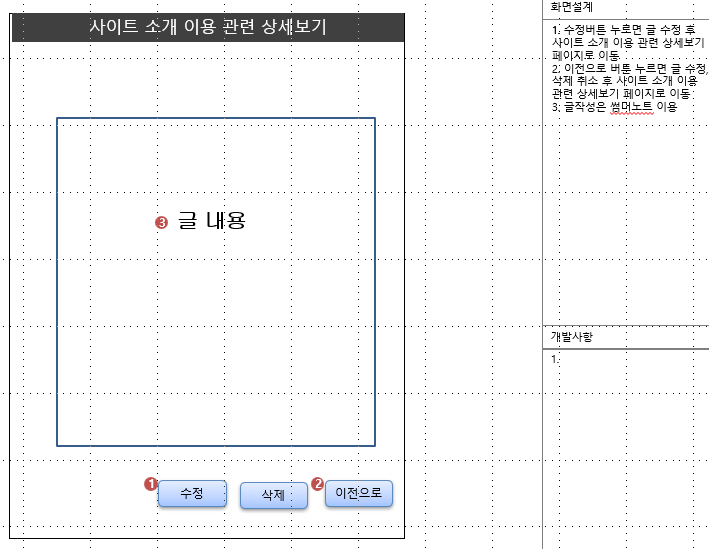 사이트 소개 이용 관련 상세보기
3 글 내용
1 수정
삭제
2 이전으로
화면설계
1. 수정버튼 누르면 글 수정 후
사이트 소개 이용 관련 상세보기
페이지로 이동
2. 이전으로 버튼 누르면 글 수정,
삭제 취소 후 사이트 소개 이용
관련 상세보기 페이지로 이동
3. 글작성은 썸머노트 이용
개발사항
1.